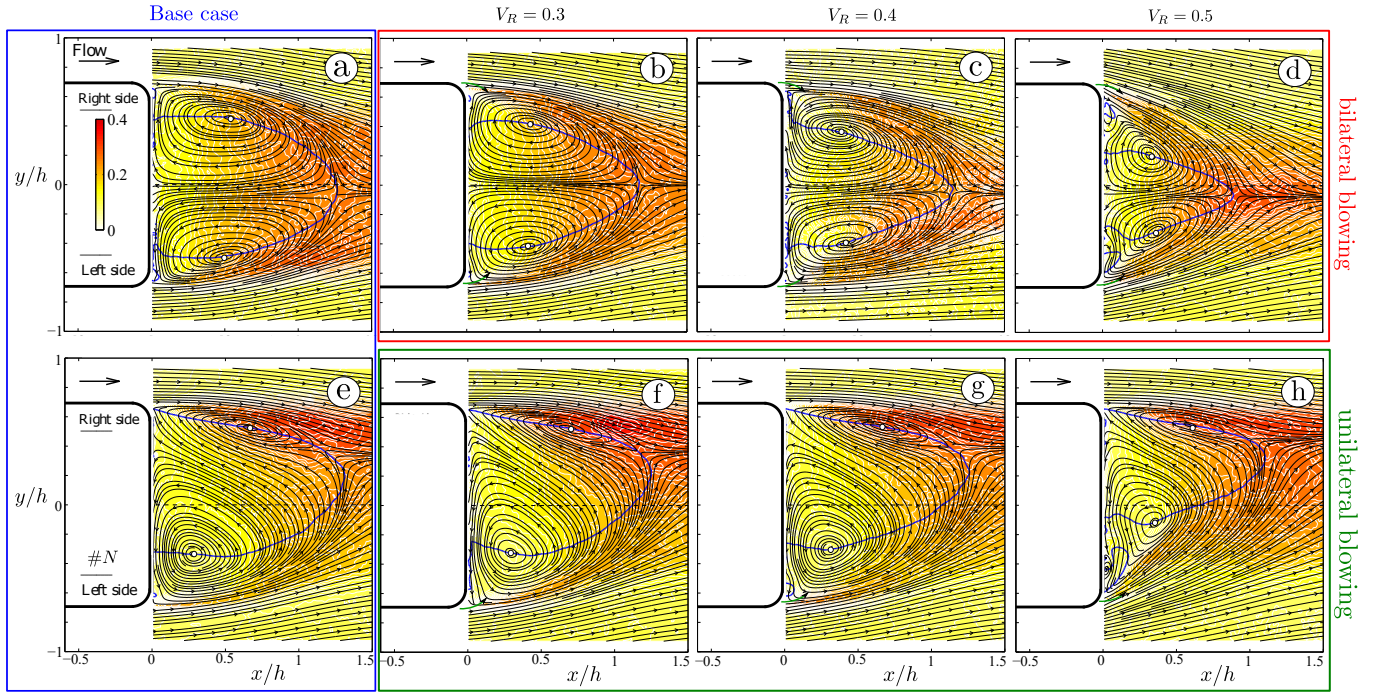 Base case
V_R = 0.3
V_R = 0.4
V_R = 0.5
1
Flow
a
b
c
d
Right side
0.4
0.2
0
Left side
y/h
0
−1
bilateral blowing
1
e
f
g
h
Right side
y/h
0
#N
Left side
−1
unilateral blowing
−0.5
0
0.5
1
1.5
−0.5
0
0.5
1
1.5
−0.5
0
0.5
1
1.5
−0.5
0
0.5
1
1.5
x/h
x/h
x/h
x/h